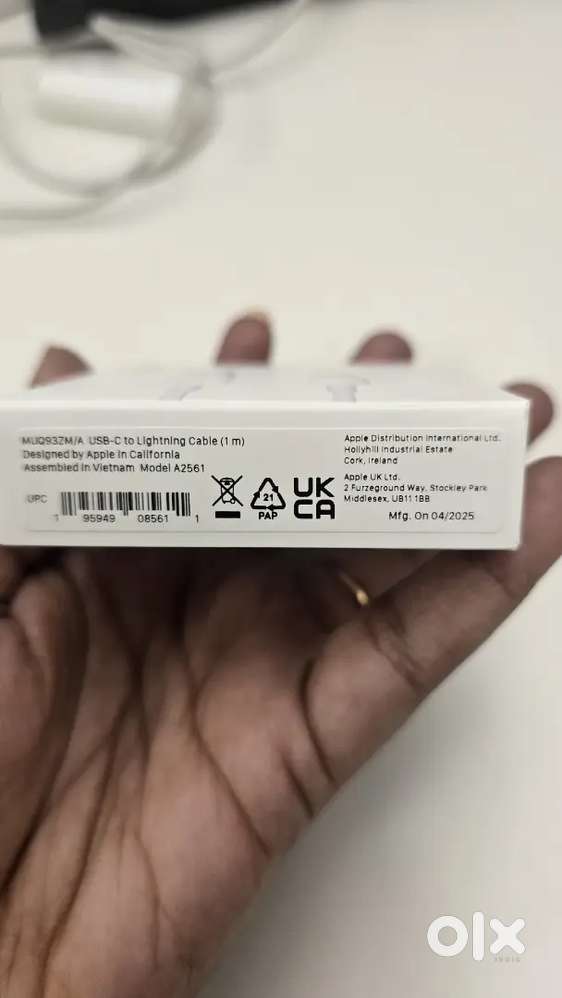 MUQ93ZM/A USB-C to Lightning Cable (1 m)
Designed by Apple in California
Assembled in Vietnam Model A2561
UPC
1 95949 08561 1
21
PAP
UK
CA
Apple Distribution International Ltd.
Hollyhill Industrial Estate
Cork, Ireland
Apple UK Ltd.
2 Furzeground Way, Stockley Park
Middlesex, UB11 1BB
Mfg. On 04/2025
olx
INDIA